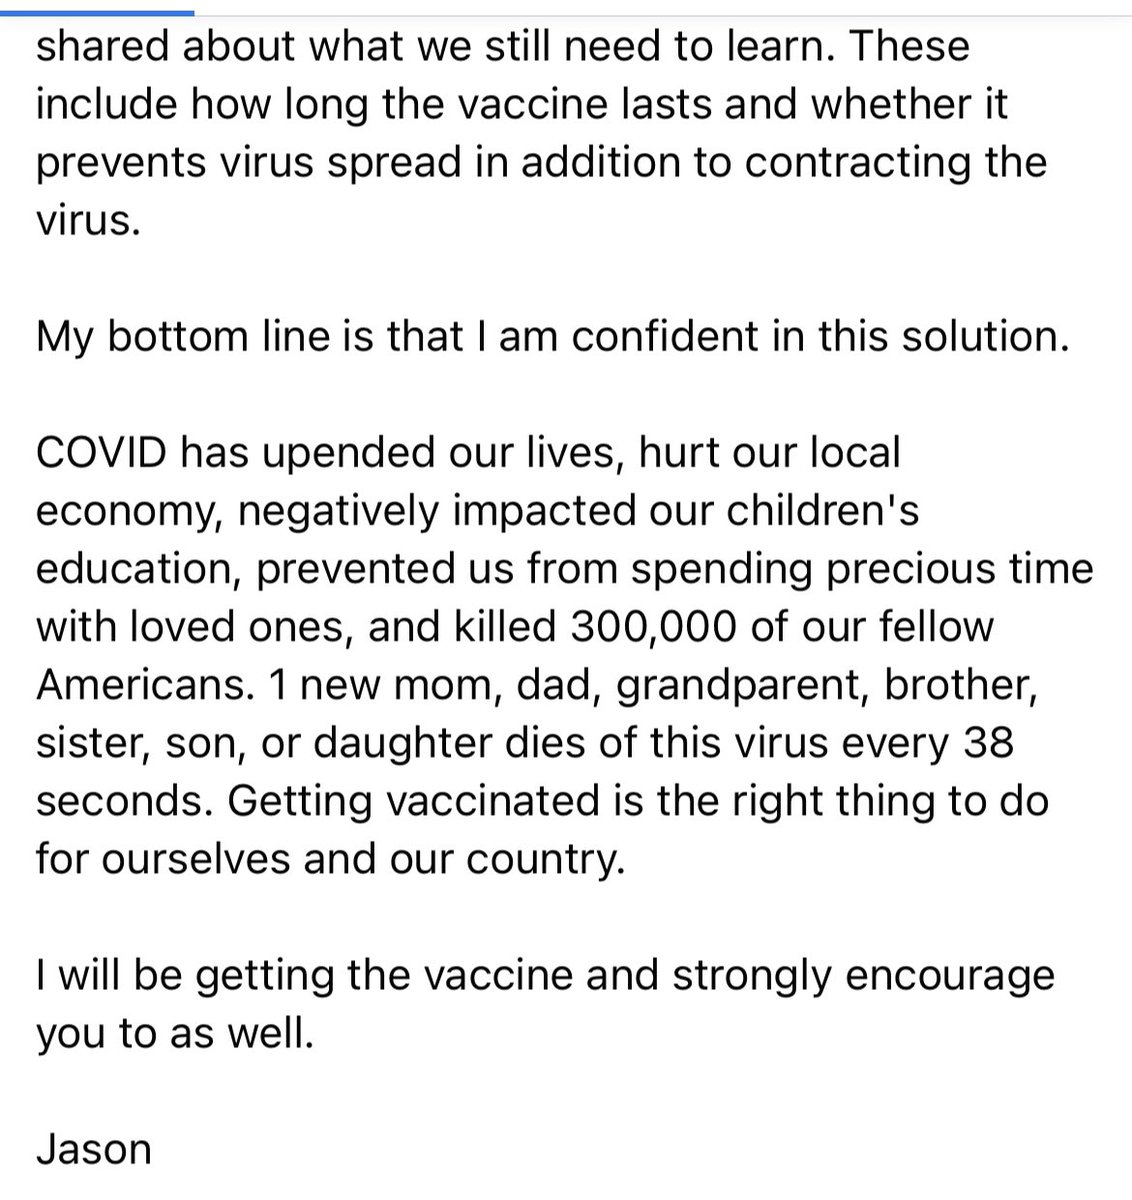 shared about what we still need to learn. These
include how long the vaccine lasts and whether it
prevents virus spread in addition to contracting the
virus.
My bottom line is that I am confident in this solution.
COVID has upended our lives, hurt our local
economy, negatively impacted our children's
education, prevented us from spending precious time
with loved ones, and killed 300,000 of our fellow
Americans. 1 new mom, dad, grandparent, brother,
sister, son, or daughter dies of this virus every 38
seconds. Getting vaccinated is the right thing to do
for ourselves and our country.
I will be getting the vaccine and strongly encourage
you to as well.
Jason